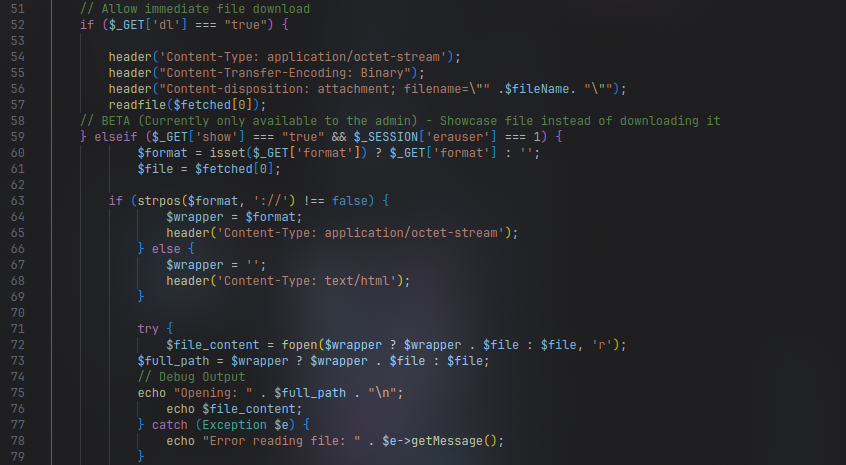 51 // Allow immediate file download
52 if ($_GET['dl'] === "true") {
53
54 header('Content-Type: application/octet-stream');
55 header("Content-Transfer-Encoding: Binary");
56 header("Content-disposition: attachment; filename=\"" .$fileName. "\"");
57 readfile($fetched[0]);
58 // BETA (Currently only available to the admin) - Showcase file instead of downloading it
59 } elseif ($_GET['show'] === "true" && $_SESSION['erauser'] === 1) {
60 $format = isset($_GET['format']) ? $_GET['format'] : '';
61 $file = $fetched[0];
62
63 if (strpos($format, '://') !== false) {
64 $wrapper = $format;
65 header('Content-Type: application/octet-stream');
66 } else {
67 $wrapper = '';
68 header('Content-Type: text/html');
69 }
70
71 try {
72 $file_content = fopen($wrapper ? $wrapper . $file : $file, 'r');
73 $full_path = $wrapper ? $wrapper . $file : $file;
74 // Debug Output
75 echo "Opening: " . $full_path . "\n";
76 echo $file_content;
77 } catch (Exception $e) {
78 echo "Error reading file: " . $e->getMessage();
79 }